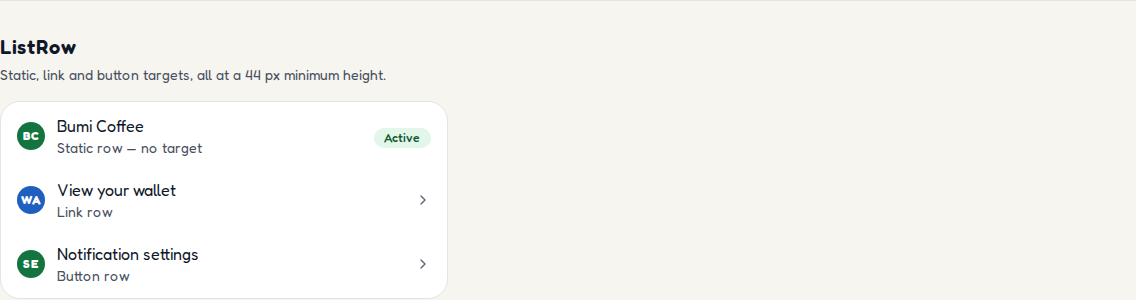 ListRow
Static, link and button targets, all at a 44 px minimum height.
BC
Bumi Coffee
Static row — no target
Active
WA
View your wallet
Link row
SE
Notification settings
Button row